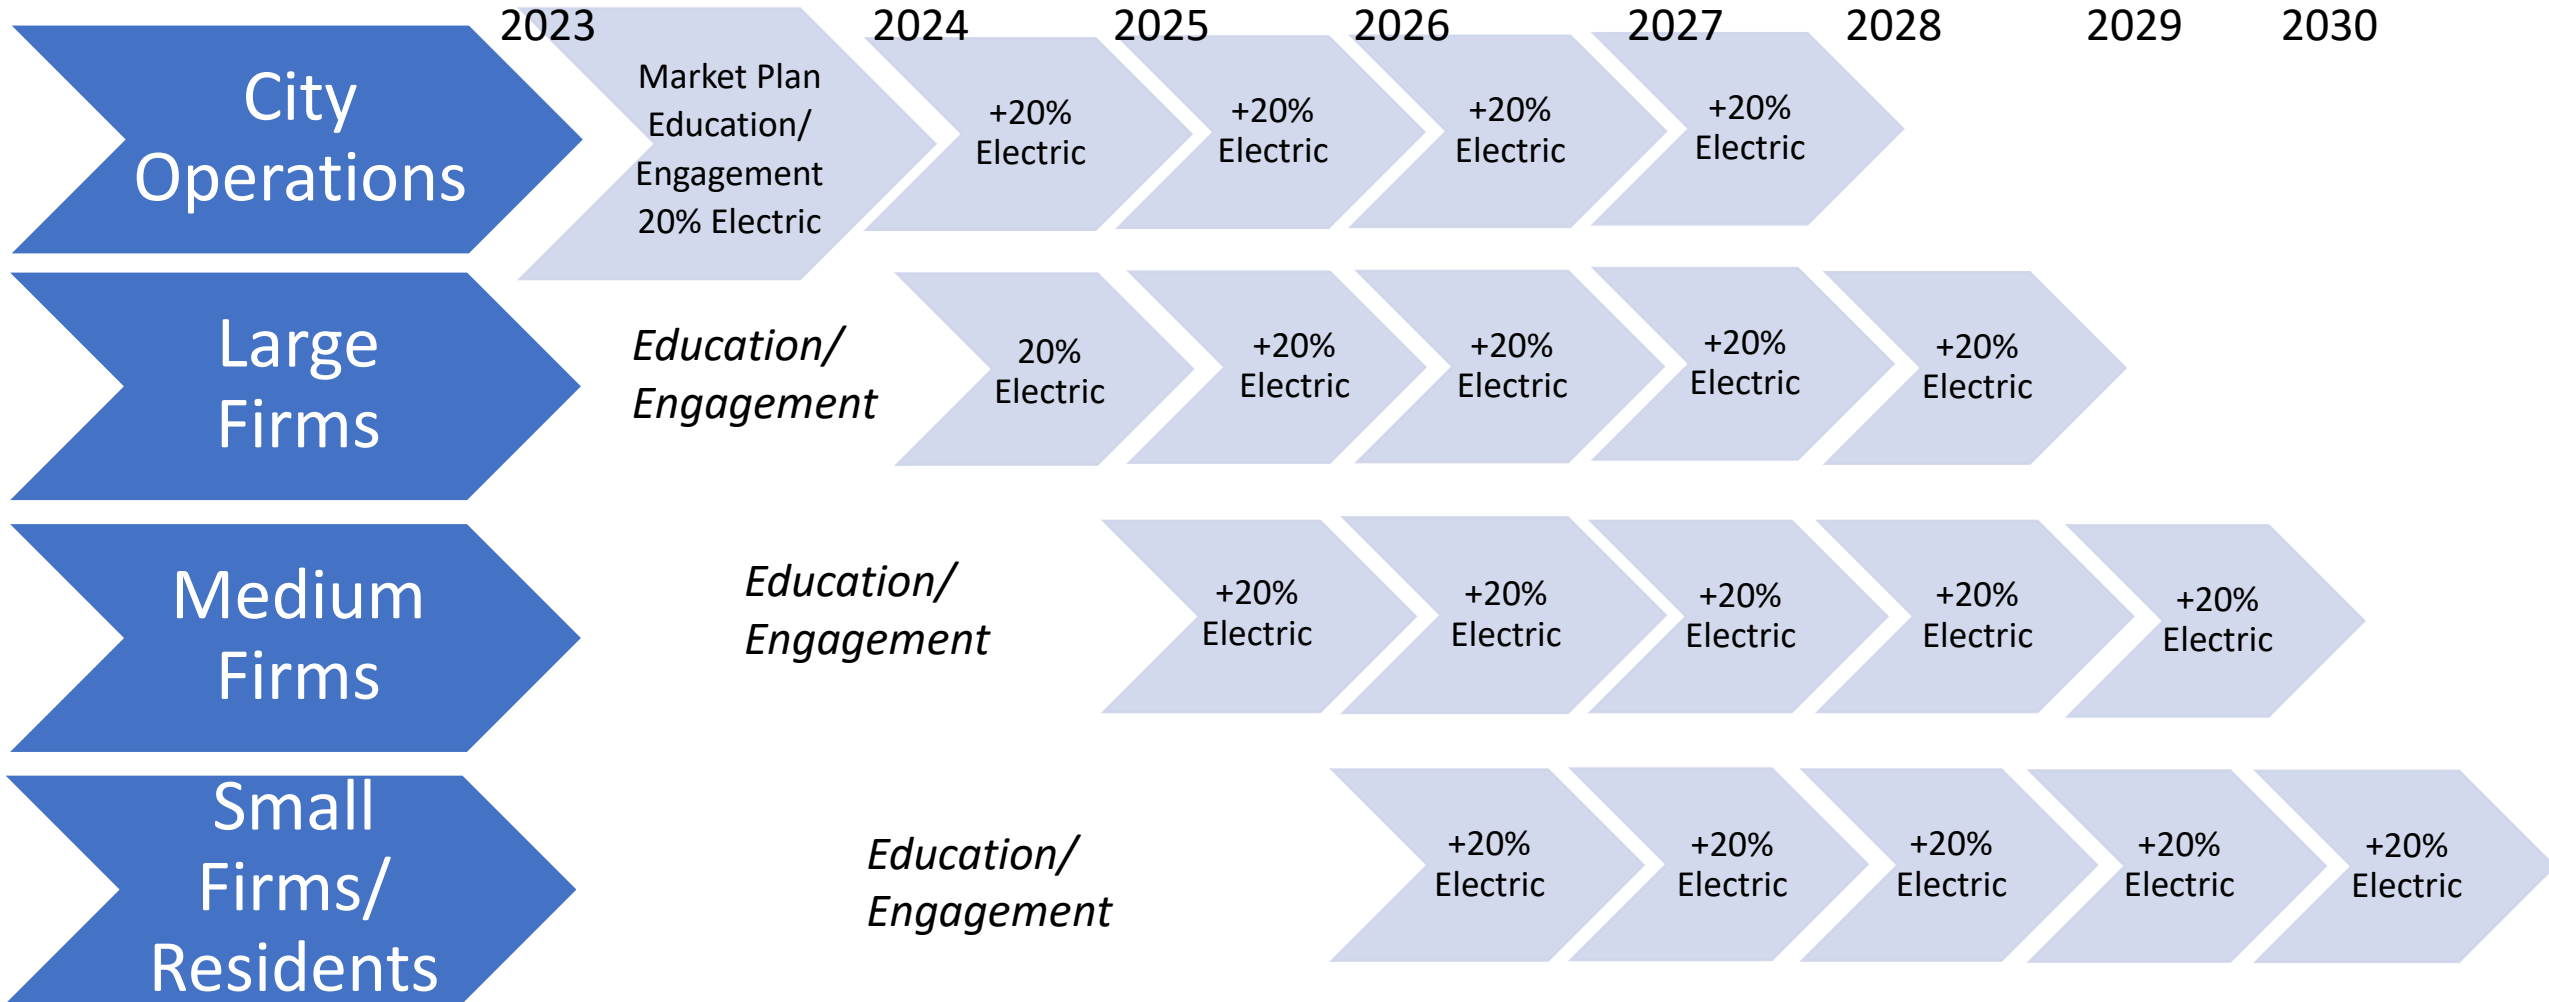 2023
2024
2025
2026
2027
2028
2029
2030
City
Operations
Market Plan
Education/
Engagement
20% Electric
+20%
Electric
+20%
Electric
+20%
Electric
+20%
Electric
Large
Firms
Education/
Engagement
20%
Electric
+20%
Electric
+20%
Electric
+20%
Electric
+20%
Electric
Medium
Firms
Education/
Engagement
+20%
Electric
+20%
Electric
+20%
Electric
+20%
Electric
+20%
Electric
Small
Firms/
Residents
Education/
Engagement
+20%
Electric
+20%
Electric
+20%
Electric
+20%
Electric
+20%
Electric